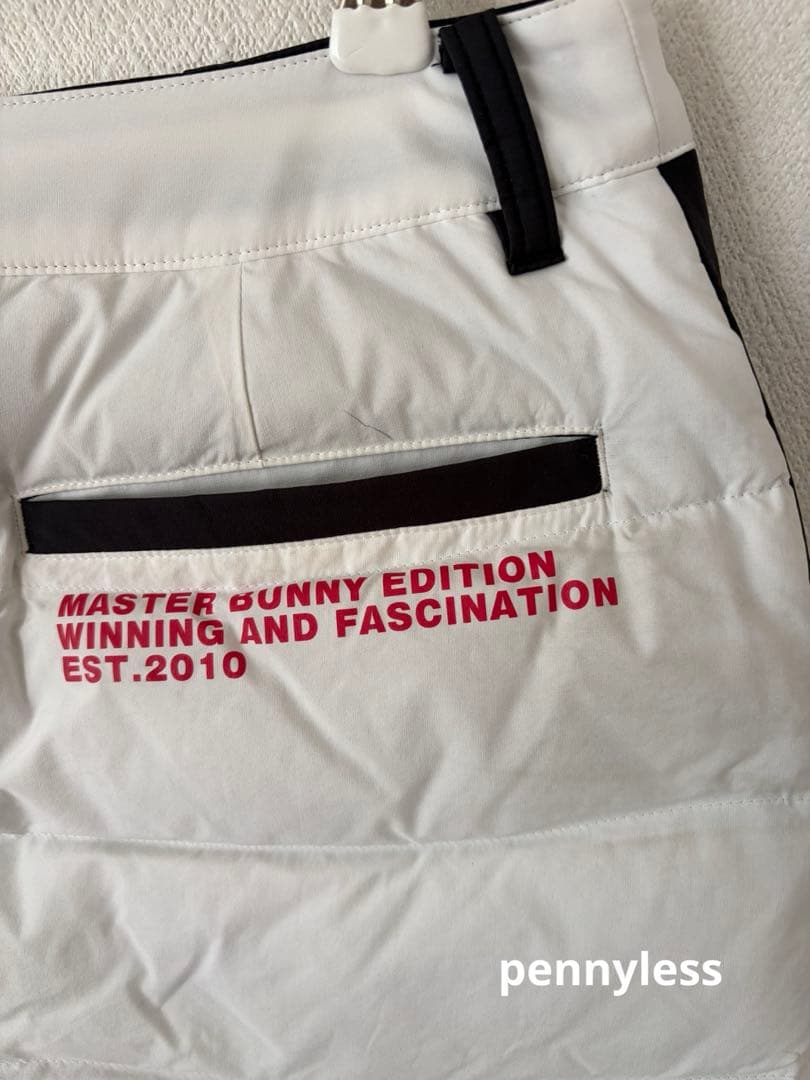 MASTER BUNNY EDITION
WINNING AND FASCINATION
EST.2010
pennyless